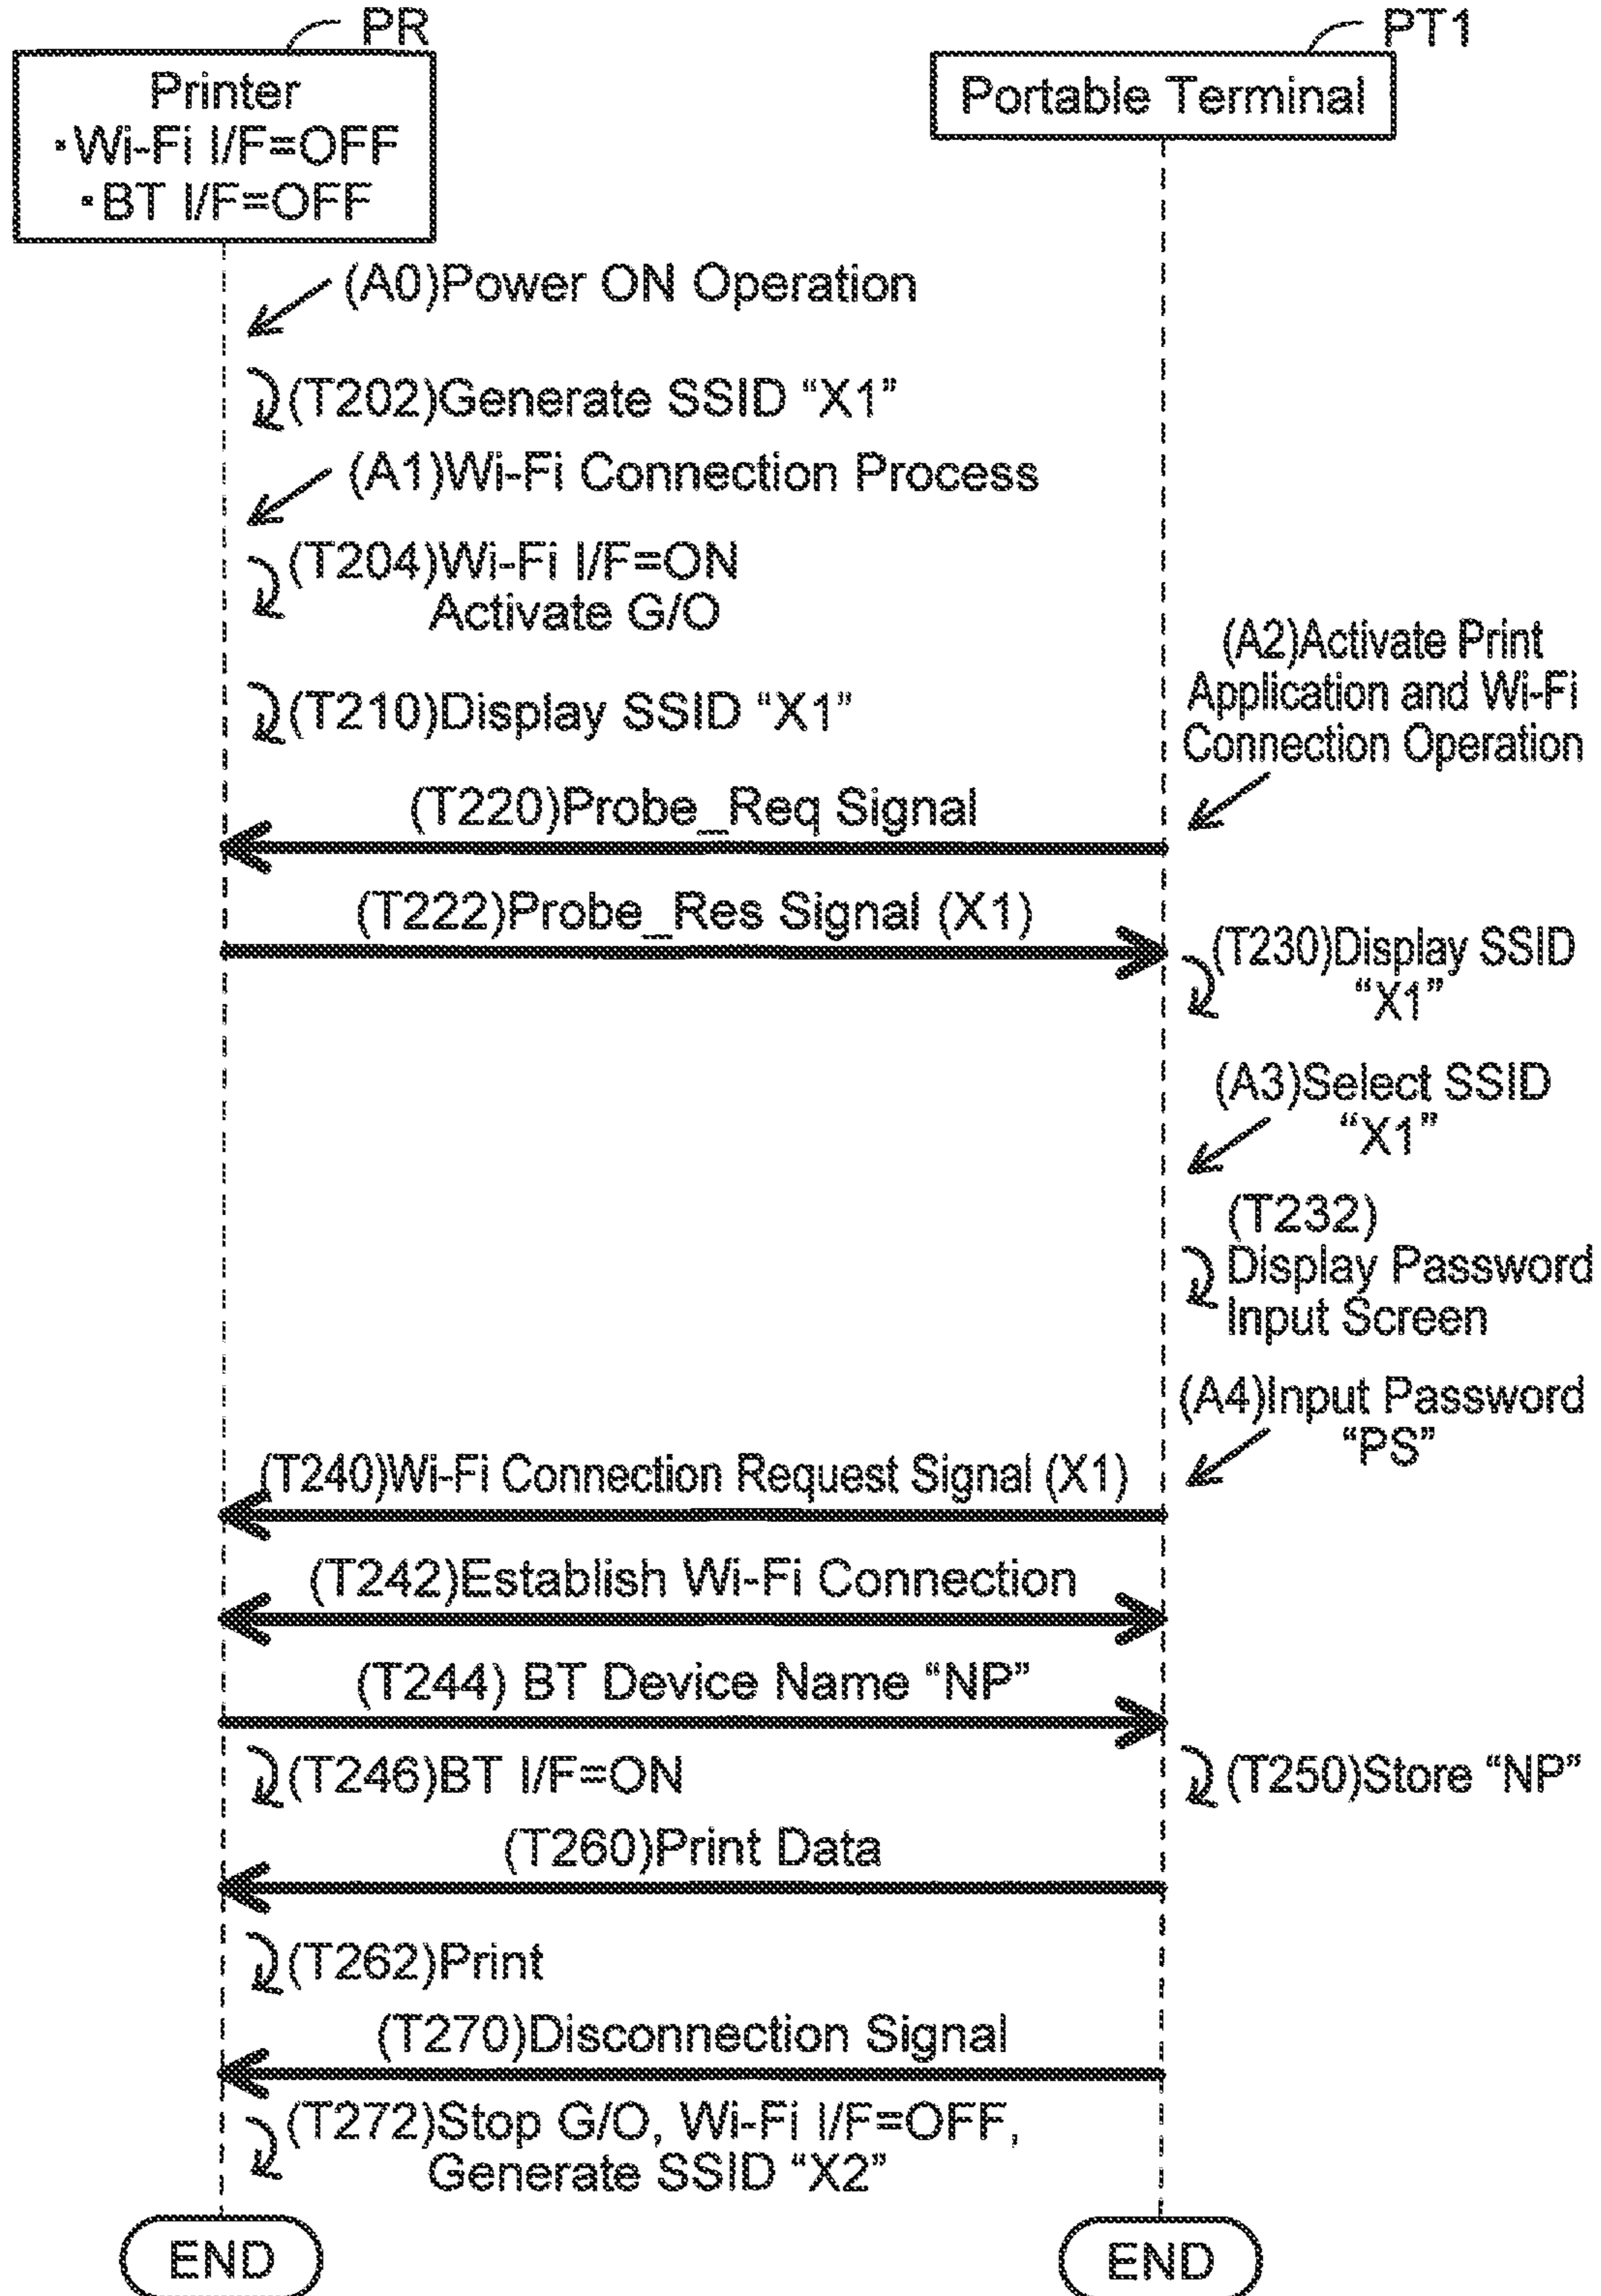 PR
Printer
・Wi-Fi I/F=OFF
・BT I/F=OFF
PT1
Portable Terminal
(A0)Power ON Operation
(T202)Generate SSID “X1”
(A1)Wi-Fi Connection Process
(T204)Wi-Fi I/F=ON
Activate G/O
(A2)Activate Print
Application and Wi-Fi
Connection Operation
(T210)Display SSID “X1”
(T220)Probe_Req Signal
(T222)Probe_Res Signal (X1)
(T230)Display SSID
“X1”
(A3)Select SSID
“X1”
(T232)
Display Password
Input Screen
(A4)Input Password
“PS”
(T240)Wi-Fi Connection Request Signal (X1)
(T242)Establish Wi-Fi Connection
(T244) BT Device Name “NP”
(T246)BT I/F=ON
(T250)Store “NP”
(T260)Print Data
(T262)Print
(T270)Disconnection Signal
(T272)Stop G/O, Wi-Fi I/F=OFF,
Generate SSID “X2”
END
END